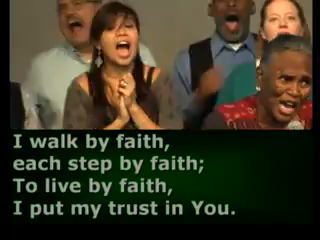 I walk by faith,
each step by faith;
To live by faith,
I put my trust in You.